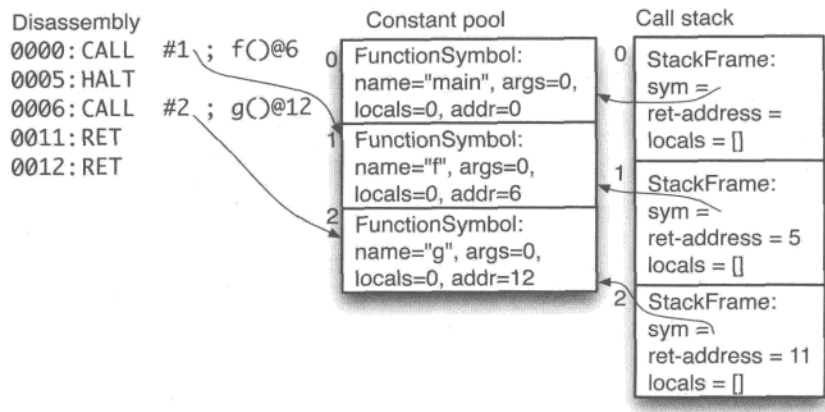 Disassembly
0000:CALL #1 ; f()@6
0005:HALT
0006:CALL #2 ; g()@12
0011:RET
0012:RET
Constant pool
0
FunctionSymbol:
name="main", args=0,
locals=0, addr=0
1
FunctionSymbol:
name="f", args=0,
locals=0, addr=6
2
FunctionSymbol:
name="g", args=0,
locals=0, addr=12
Call stack
0
StackFrame:
sym =
ret-address =
locals = []
1
StackFrame:
sym =
ret-address = 5
locals = []
2
StackFrame:
sym =
ret-address = 11
locals = []